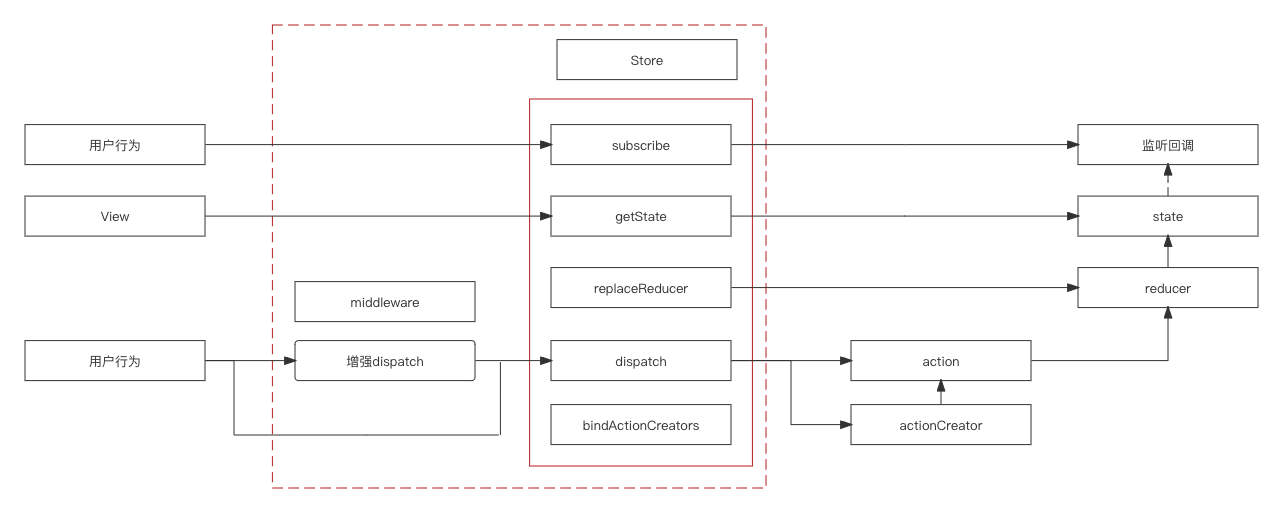 Store
用户行为
subscribe
监听回调
View
getState
state
middleware
replaceReducer
reducer
用户行为
增强dispatch
dispatch
action
bindActionCreators
actionCreator